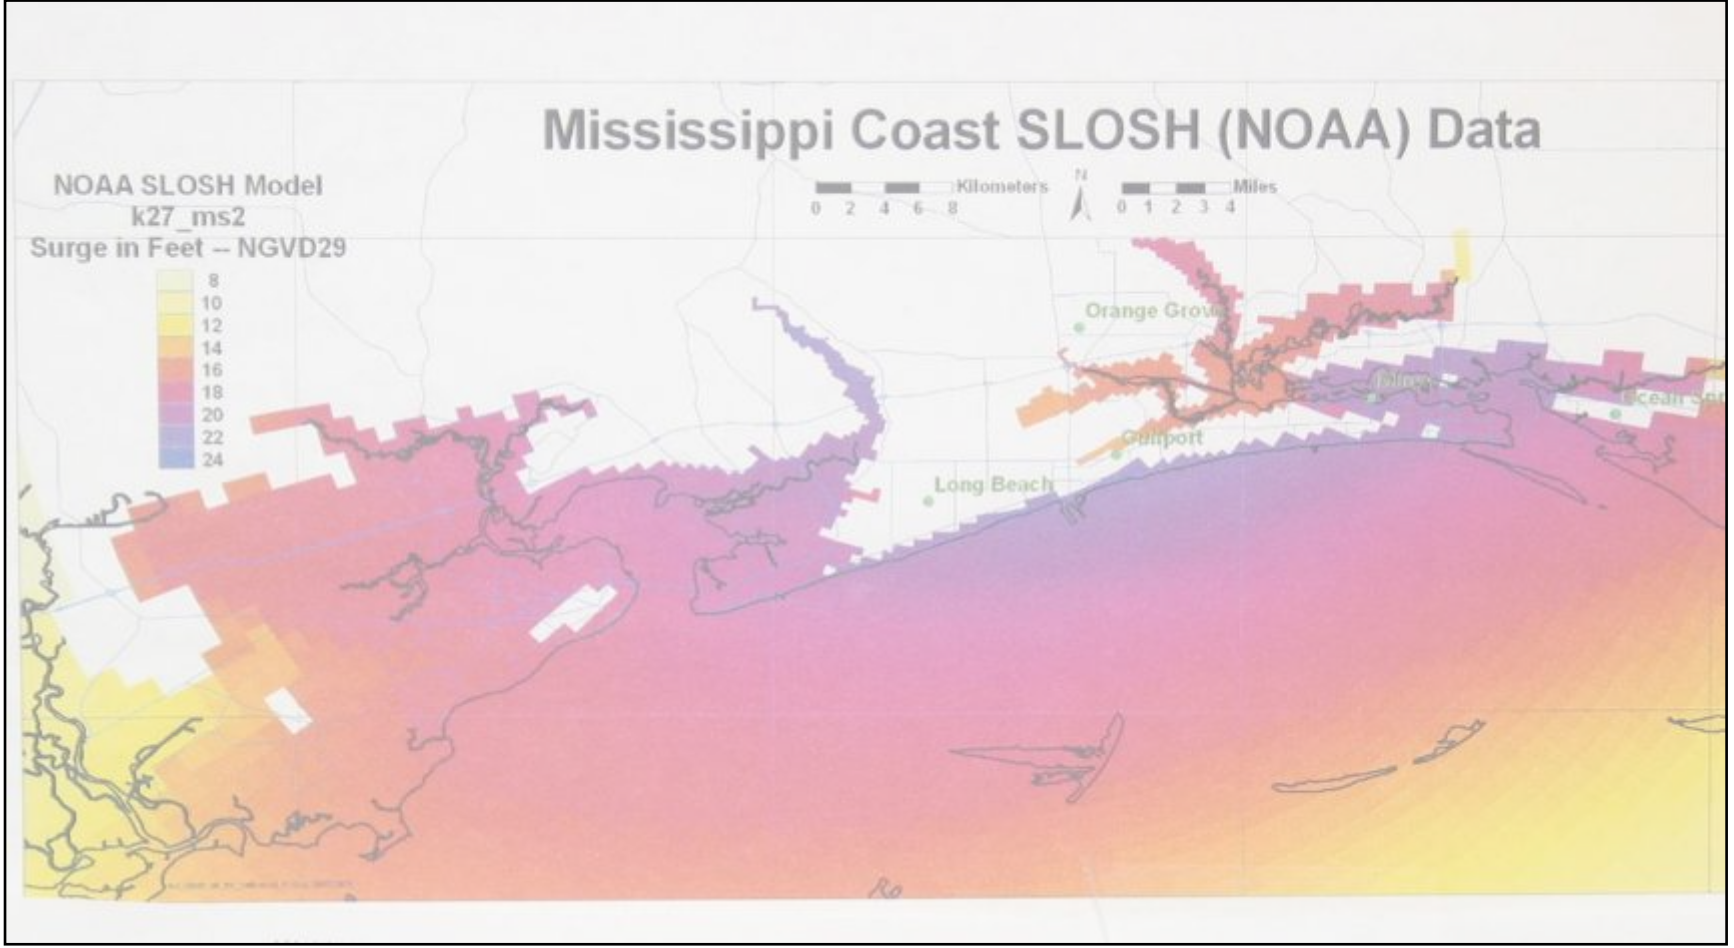 Mississippi Coast SLOSH (NOAA) Data
NOAA SLOSH Model
k27_ms2
Surge in Feet -- NGVD29
8
10
12
14
16
18
20
22
24
Kilometers
0 2 4 6 8
N
Miles
0 1 2 3 4
Orange Grove
Gulfport
Long Beach
Ocean Spr